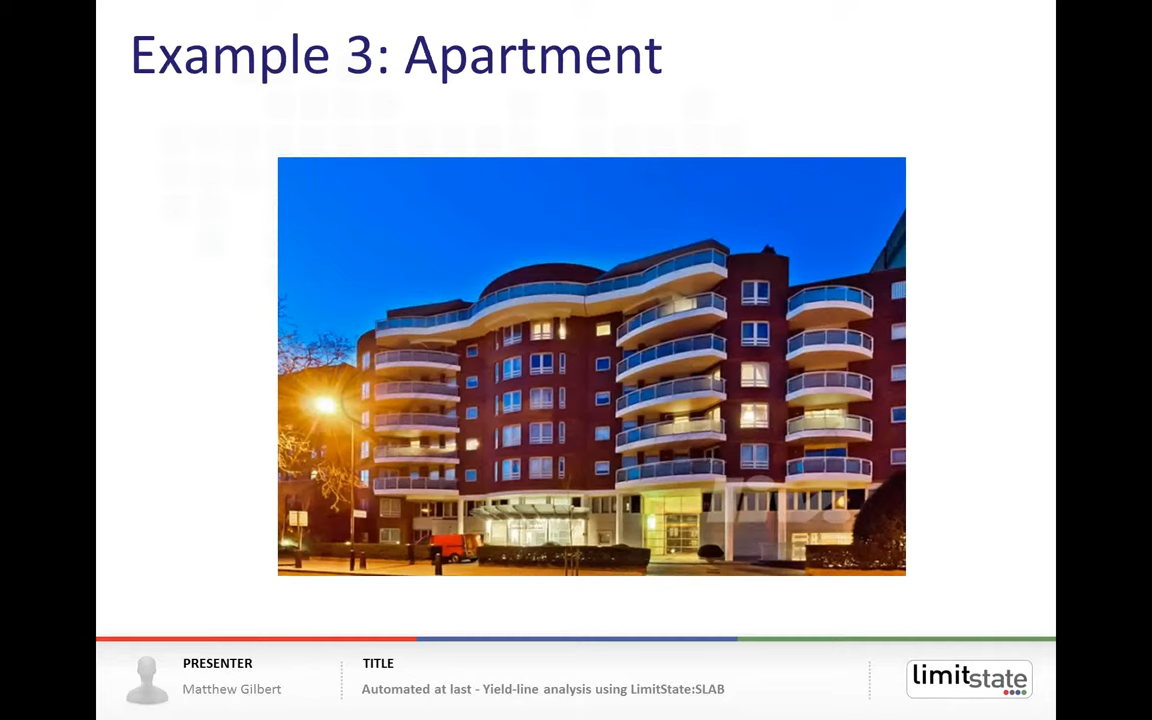 Example 3: Apartment
PRESENTER
Matthew Gilbert
TITLE
Automated at last - Yield-line analysis using LimitState:SLAB
limitstate